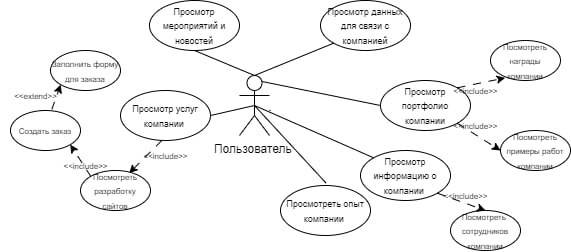 Просмотр
мероприятий и
новостей
Просмотр данных
для связи с
компанией
Заполнить форму
для заказа
<<extend>>
Создать заказ
<<include>>
Посмотреть
разработку
сайтов
<<include>>
Просмотр услуг
компании
Пользователь
Просмотреть опыт
компании
Просмотр
портфолио
компании
<<include>>
Посмотреть
награды
компании
<<include>>
Посмотреть
примеры работ
компании
Просмотр
информацию о
компании
<<include>>
Посмотреть
сотрудников
компании